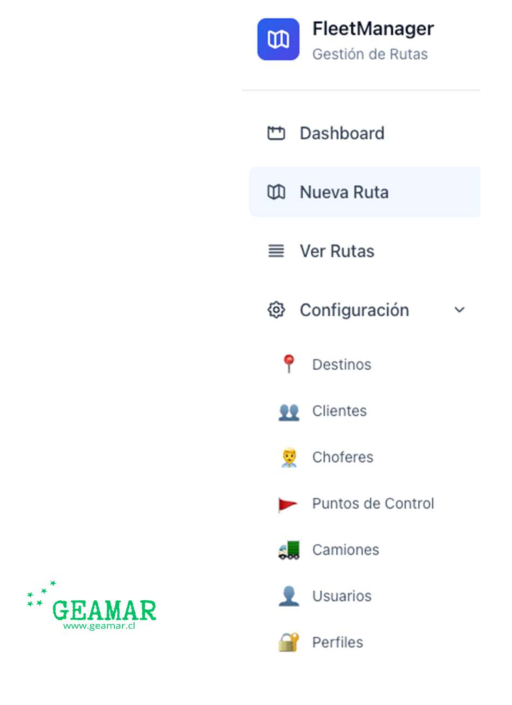 FleetManager
Gestión de Rutas
Dashboard
Nueva Ruta
Ver Rutas
Configuración
Destinos
Clientes
Choferes
Puntos de Control
Camiones
Usuarios
Perfiles
GEAMAR
www.geamar.cl